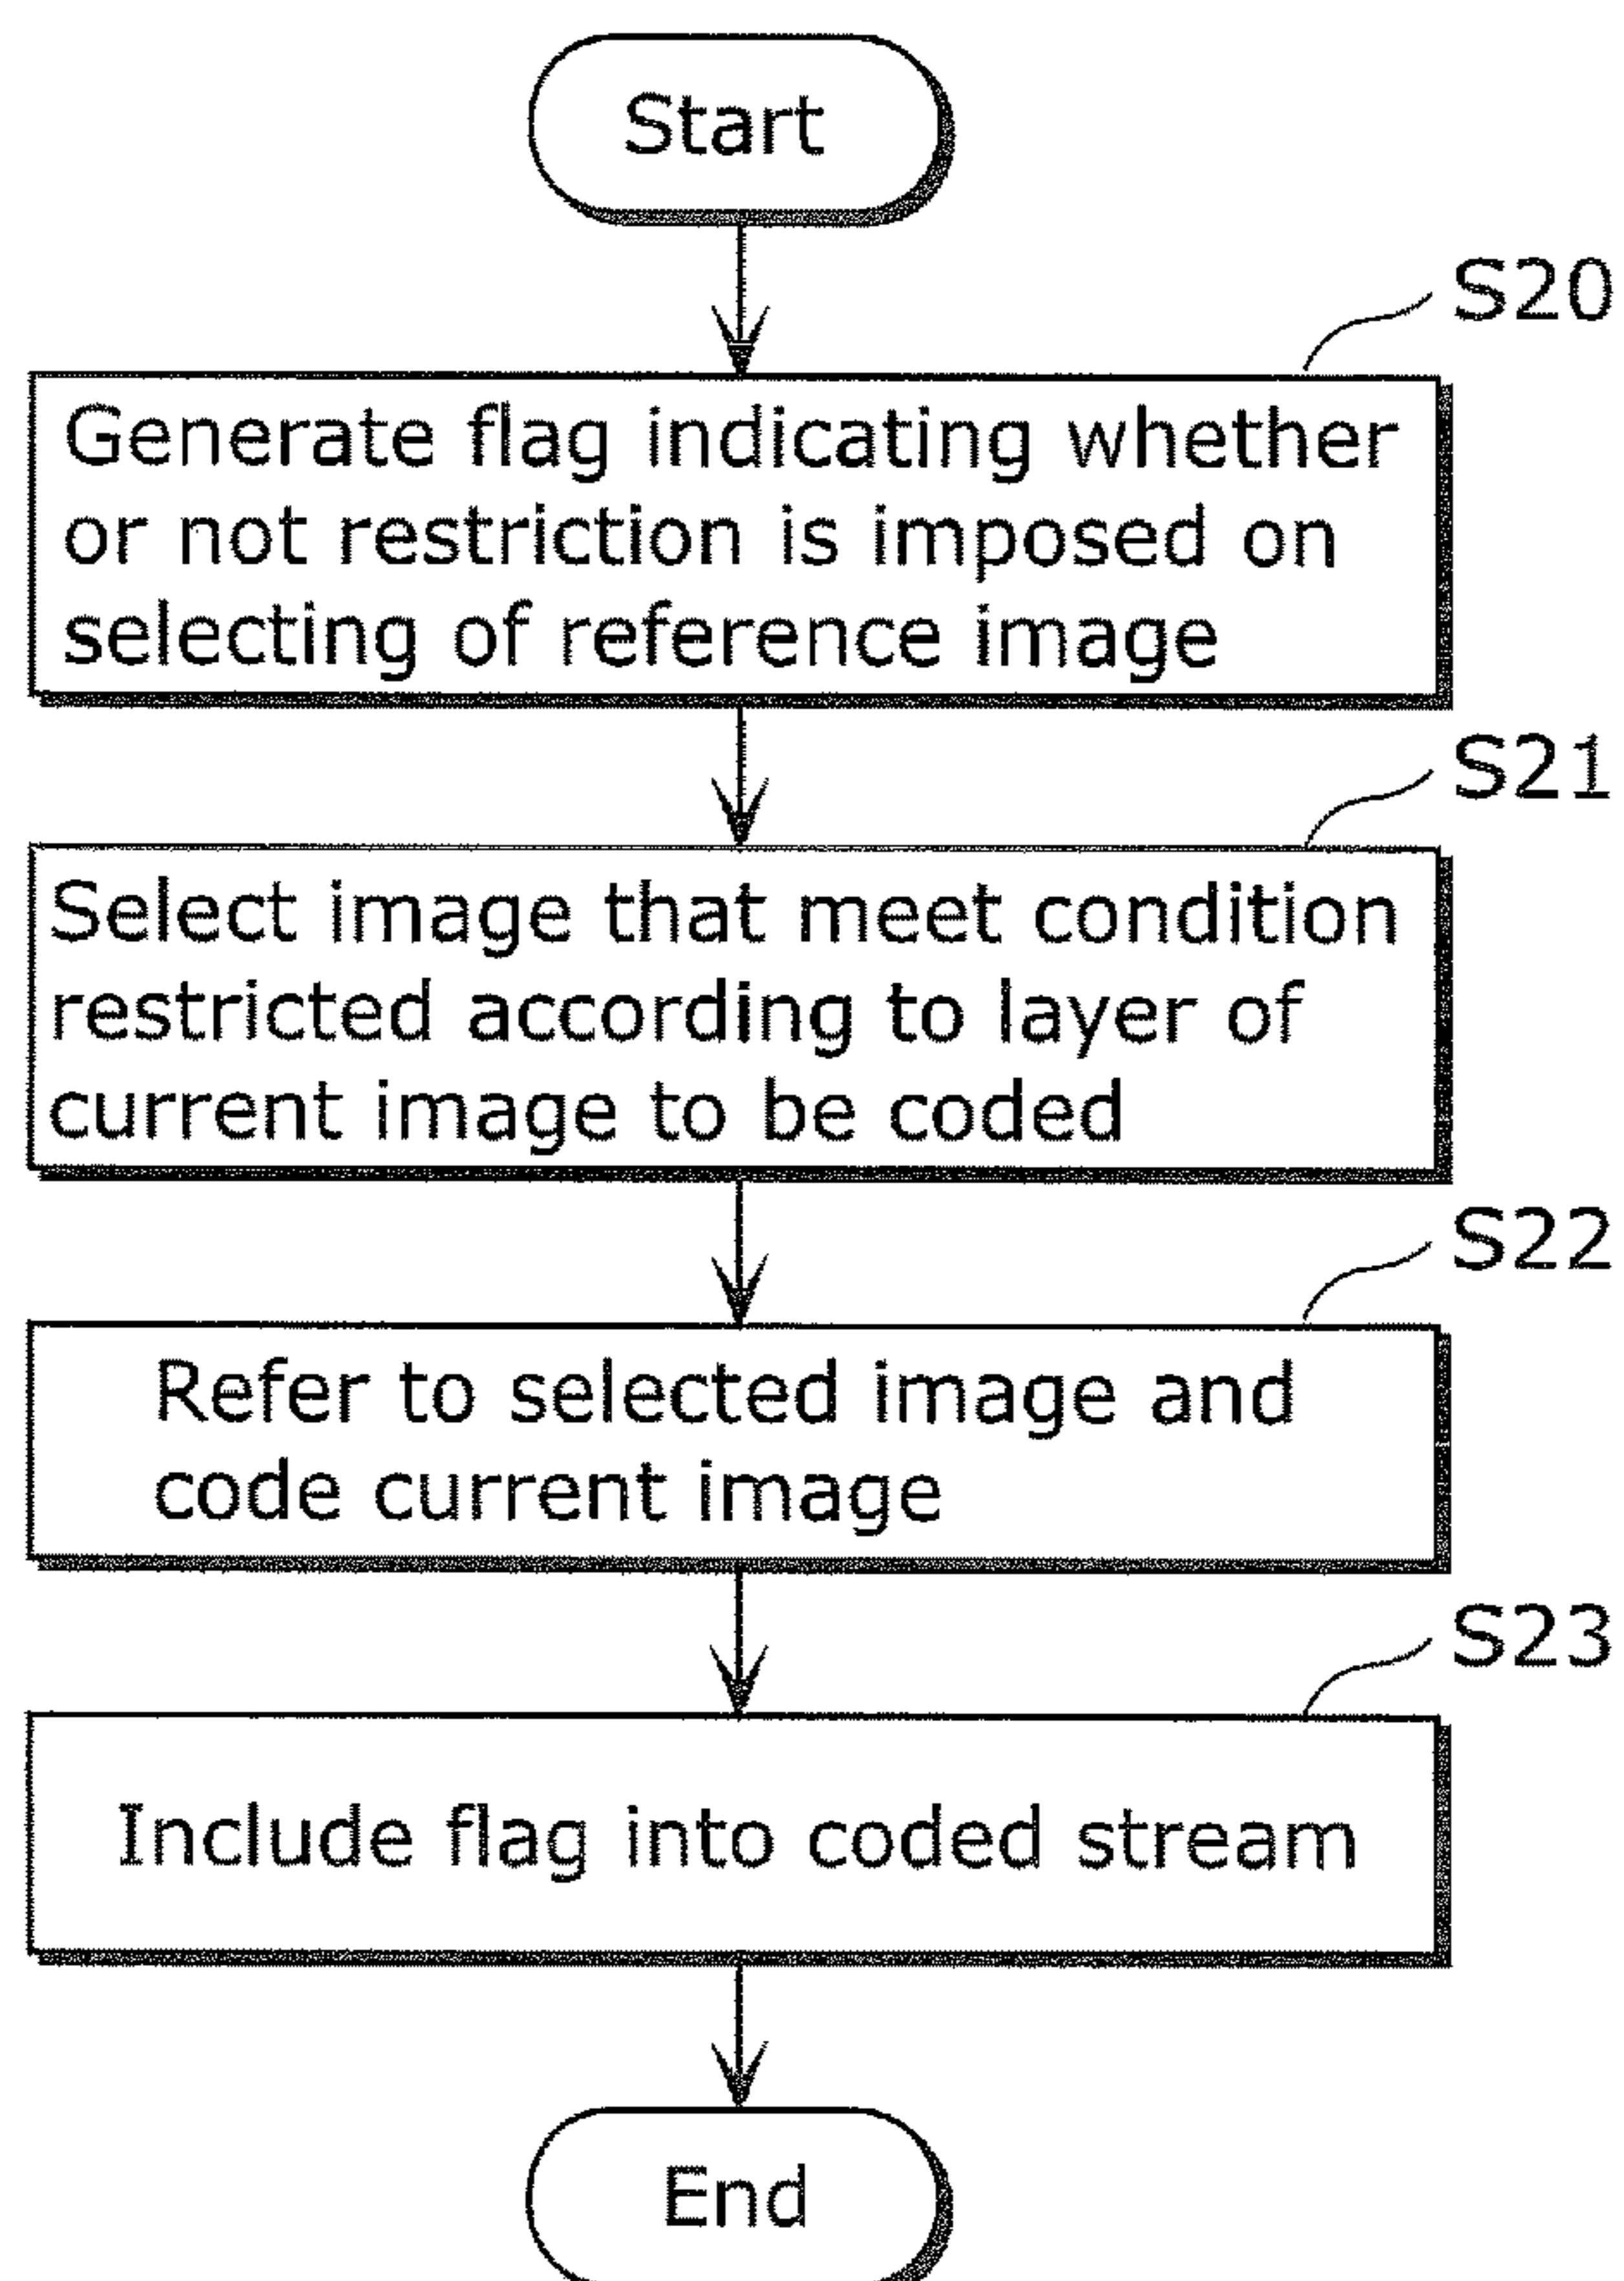 Start
S20
Generate flag indicating whether
or not restriction is imposed on
selecting of reference image
S21
Select image that meet condition
restricted according to layer of
current image to be coded
S22
Refer to selected image and
code current image
S23
Include flag into coded stream
End